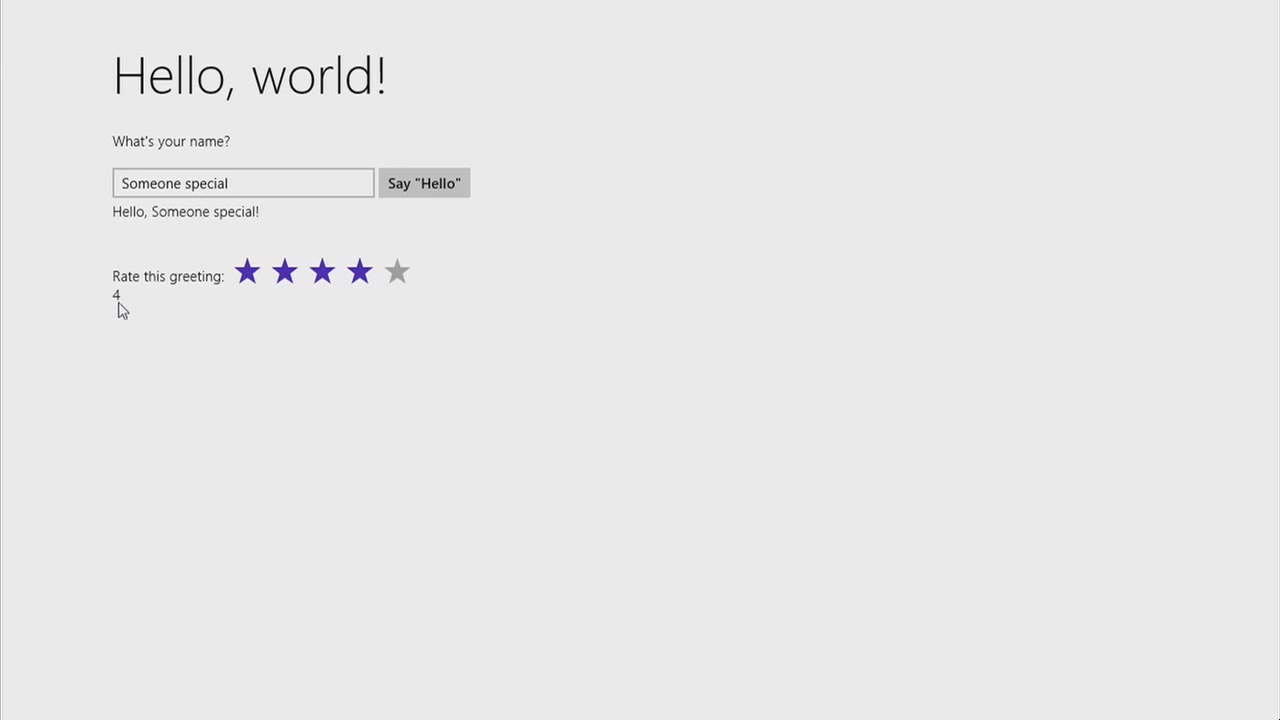 Hello, world!
What's your name?
Someone special Say "Hello"
Hello, Someone special!
Rate this greeting:
4